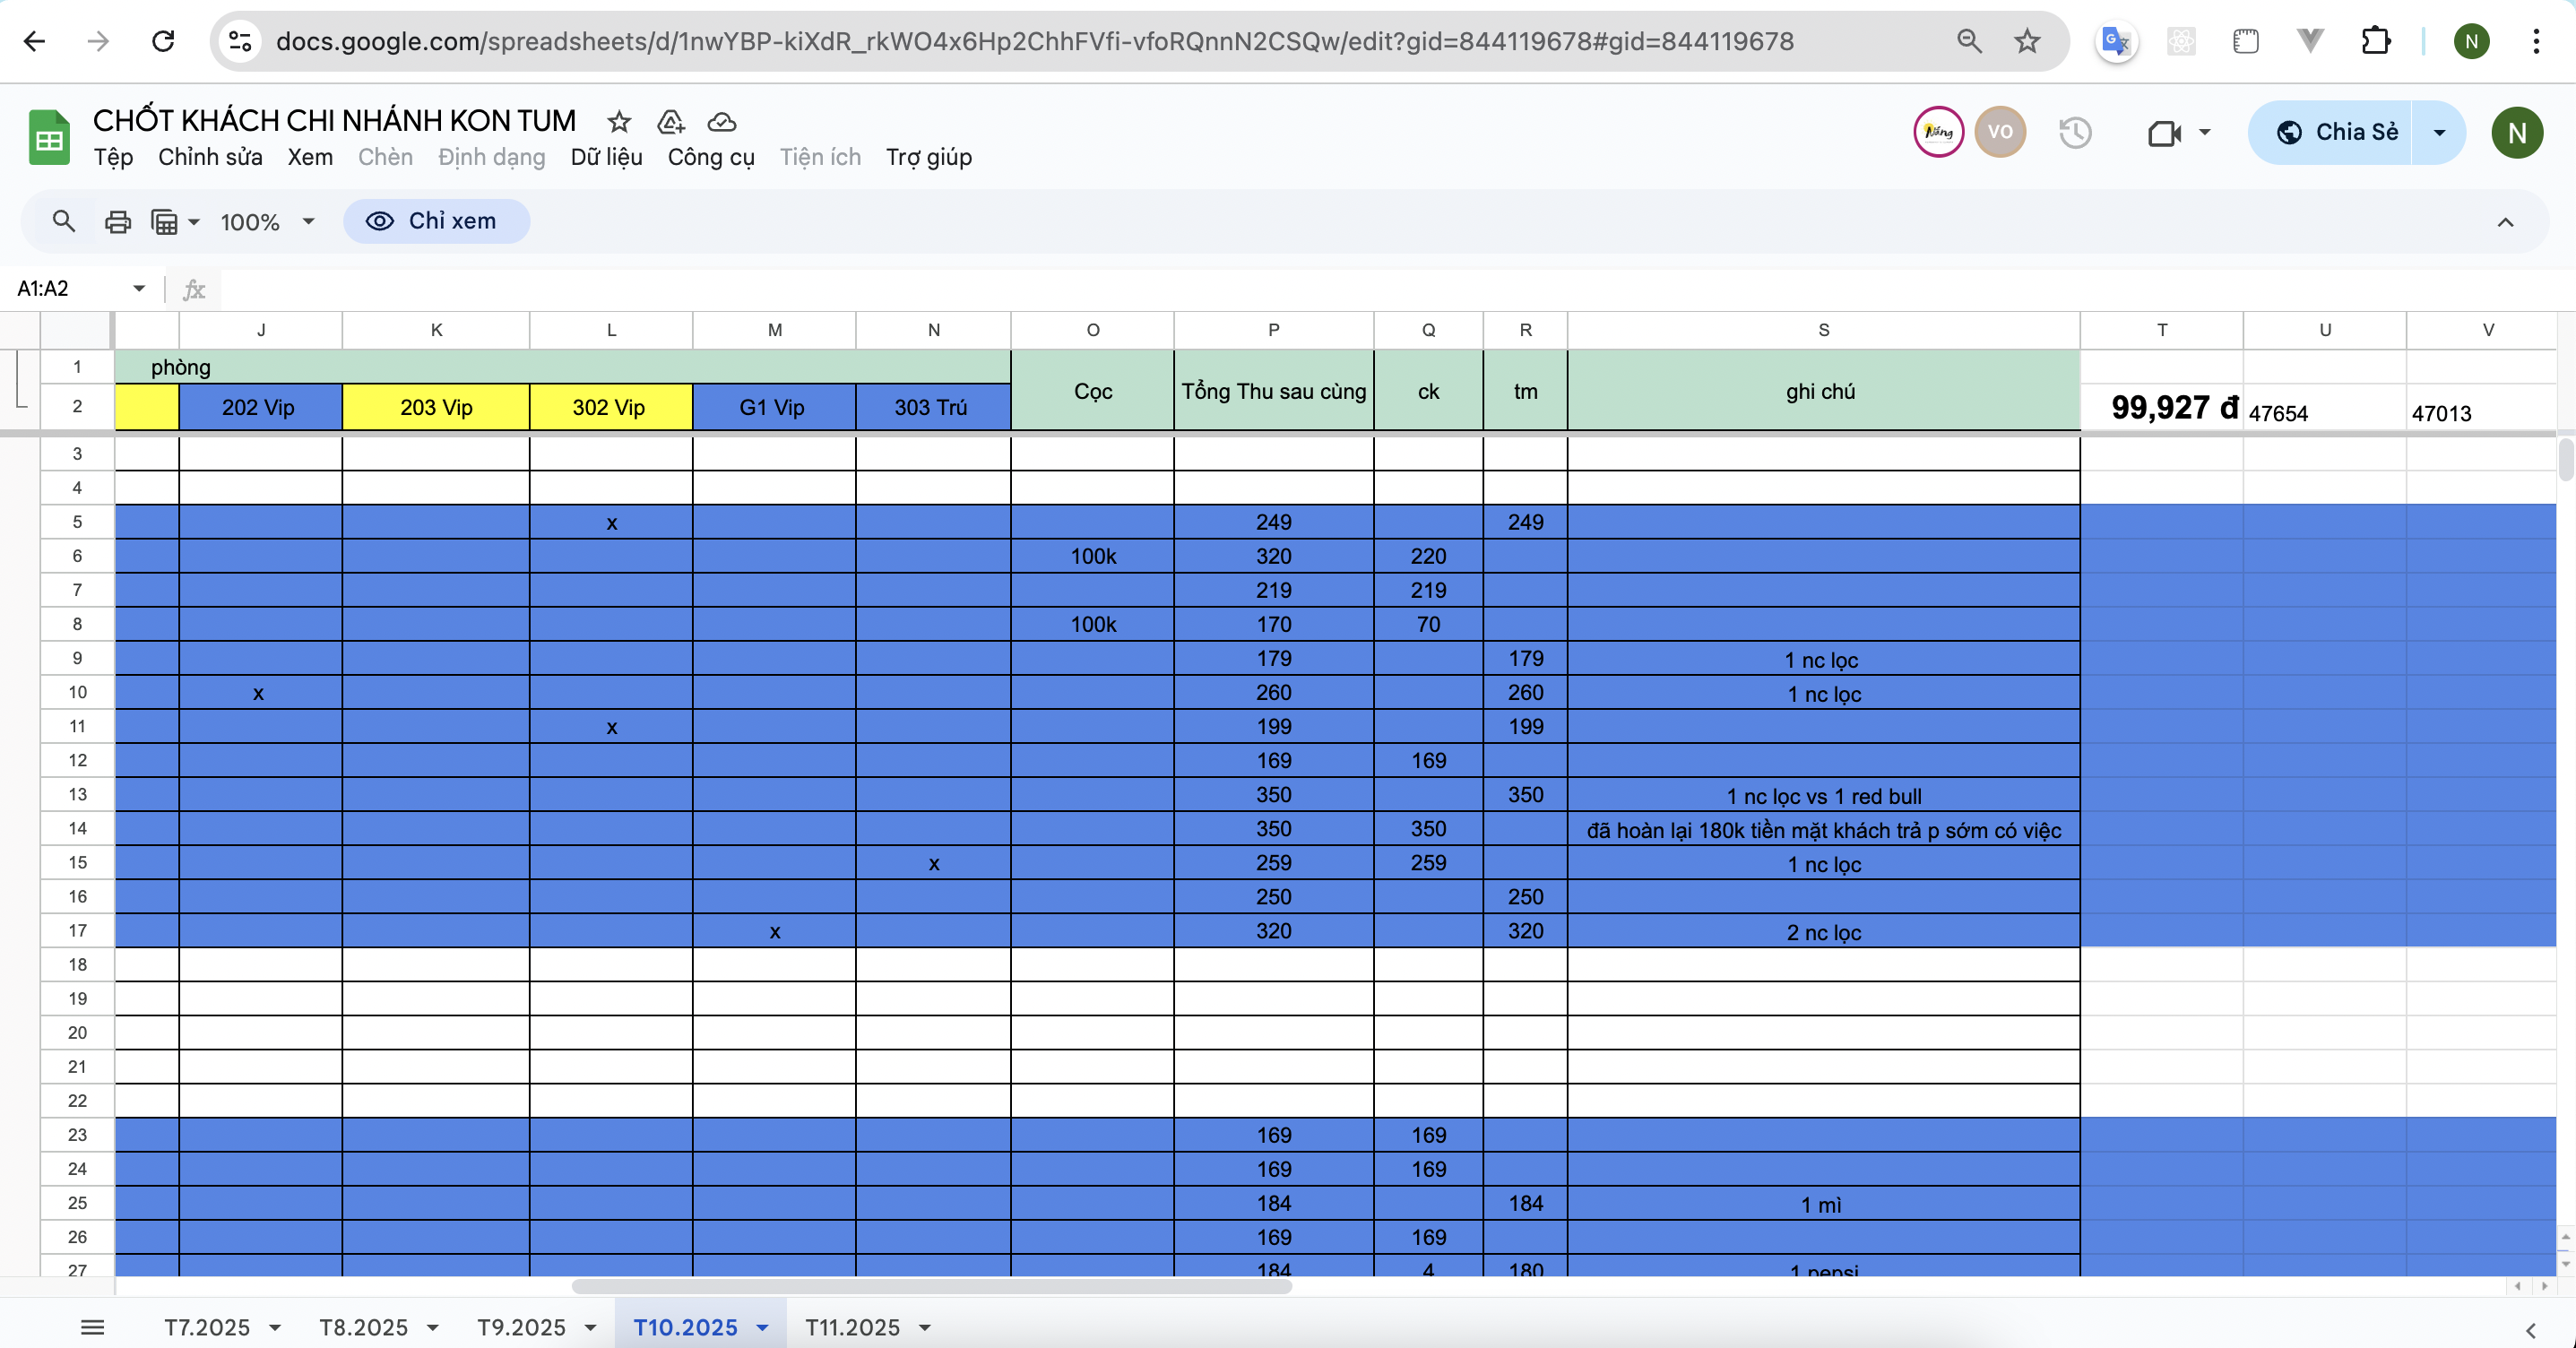 docs.google.com/spreadsheets/d/1nwYBP-kiXdR_rkWO4x6Hp2ChhFVfi-vfoRQnnN2CSQw/edit?gid=844119678#gid=844119678
N
CHỐT KHÁCH CHI NHÁNH KON TUM
Nắng
VO
Chia Sẻ
N
Tệp Chỉnh sửa Xem Chèn Định dạng Dữ liệu Công cụ Tiện ích Trợ giúp
100% Chỉ xem
A1:A2 fx
J K L M N O P Q R S T U V
1 phòng Cọc Tổng Thu sau cùng ck tm ghi chú
2 202 Vip 203 Vip 302 Vip G1 Vip 303 Trú 99,927 đ 47654 47013
3
4
5 x 249 249
6 100k 320 220
7 219 219
8 100k 170 70
9 179 179 1 nc lọc
10 x 260 260 1 nc lọc
11 x 199 199
12 169 169
13 350 350 1 nc lọc vs 1 red bull
14 350 350 đã hoàn lại 180k tiền mặt khách trả p sớm có việc
15 x 259 259 1 nc lọc
16 250 250
17 x 320 320 2 nc lọc
18
19
20
21
22
23 169 169
24 169 169
25 184 184 1 mì
26 169 169
27 184 4 180 1 pepsi
T7.2025 T8.2025 T9.2025 T10.2025 T11.2025